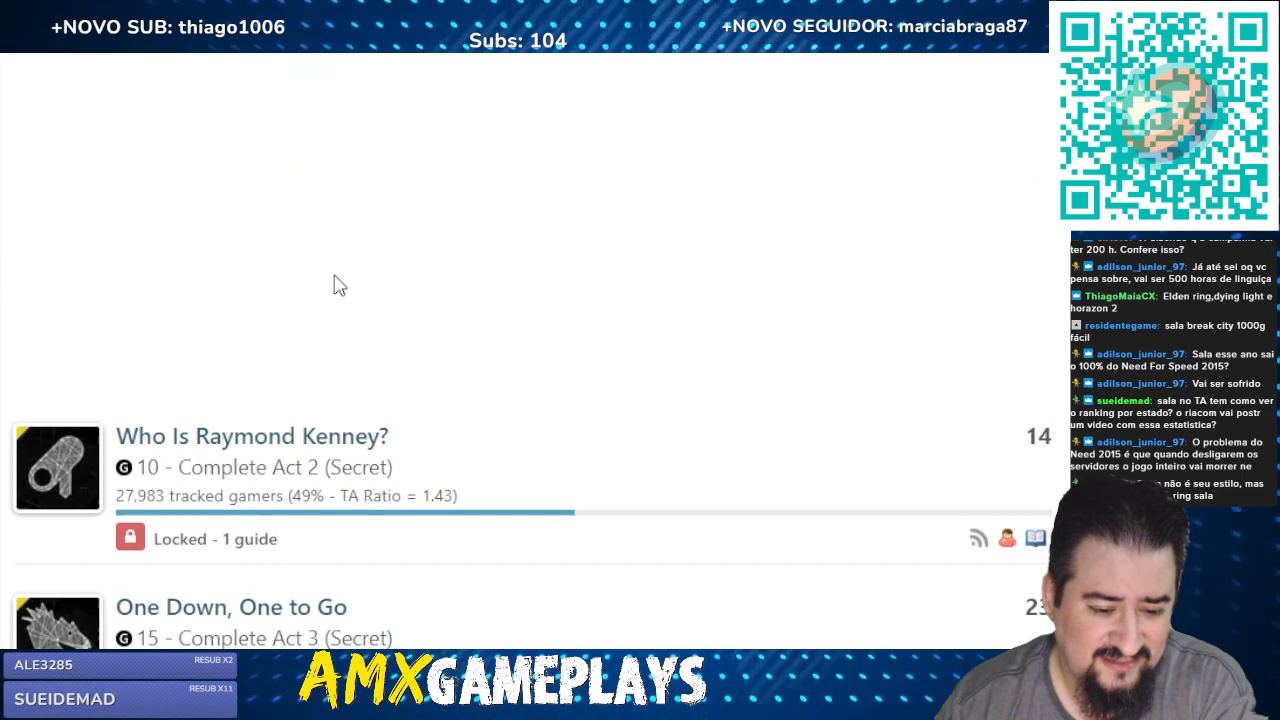 +NOVO SUB: thiago1006
Subs: 104
+NOVO SEGUIDOR: marciabraga87
ter 200 h. Confere isso?
adilson_junior_97: Já até sei oq vc
pensa sobre, vai ser 500 horas de linguiça
ThiagoMaiaCX: Elden ring,dying light e
horazon 2
residentegame: sala break city 1000g
fácil
adilson_junior_97: Sala esse ano sai
o 100% do Need For Speed 2015?
adilson_junior_97: Vai ser sofrido
sueidemad: sala no TA tem como ver
o ranking por estado? o riacom vai postr
um video com essa estatistica?
adilson_junior_97: O problema do
Need 2015 é que quando desligarem os
servidores o jogo inteiro vai morrer ne
não é seu estilo, mas
ring sala
Who Is Raymond Kenney?
14
G 10 - Complete Act 2 (Secret)
27,983 tracked gamers (49% - TA Ratio = 1.43)
Locked - 1 guide
One Down, One to Go
23
G 15 - Complete Act 3 (Secret)
ALE3285
RESUB X2
SUEIDEMAD
RESUB X11
AMXGAMEPLAYS